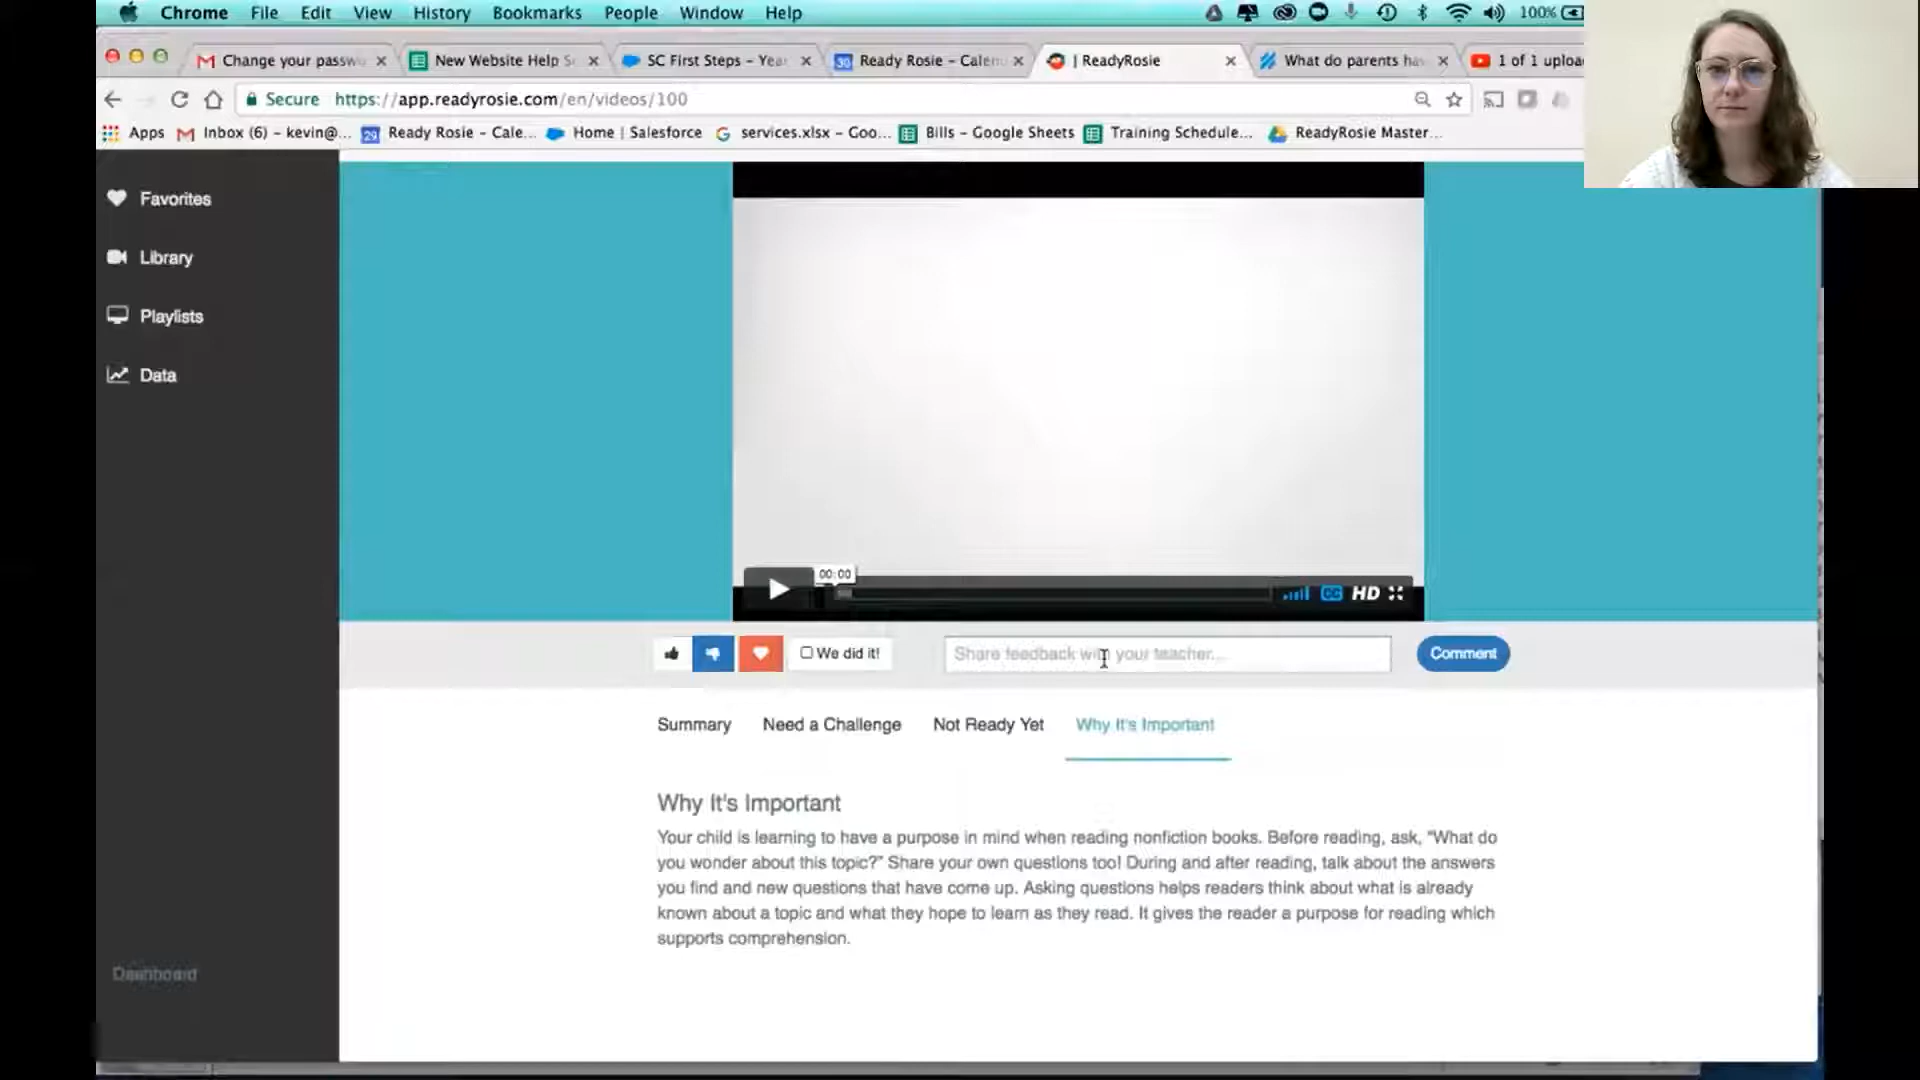 Chrome File Edit View History Bookmarks People Window Help 100%
Change your passw
New Website Help S
SC First Steps – Yea
30 Ready Rosie – Calen
| ReadyRosie
What do parents ha
1 of 1 uploa
Secure https://app.readyrosie.com/en/videos/100
Apps Inbox (6) – kevin@... 29 Ready Rosie – Cale... Home | Salesforce services.xlsx – Goo... Bills – Google Sheets Training Schedule... ReadyRosie Master...
Favorites
Library
Playlists
Data
Dashboard
00:00
CC HD
We did it! Share feedback with your teacher... Comment
Summary Need a Challenge Not Ready Yet Why It's Important
Why It's Important
Your child is learning to have a purpose in mind when reading nonfiction books. Before reading, ask, "What do
you wonder about this topic?" Share your own questions too! During and after reading, talk about the answers
you find and new questions that have come up. Asking questions helps readers think about what is already
known about a topic and what they hope to learn as they read. It gives the reader a purpose for reading which
supports comprehension.